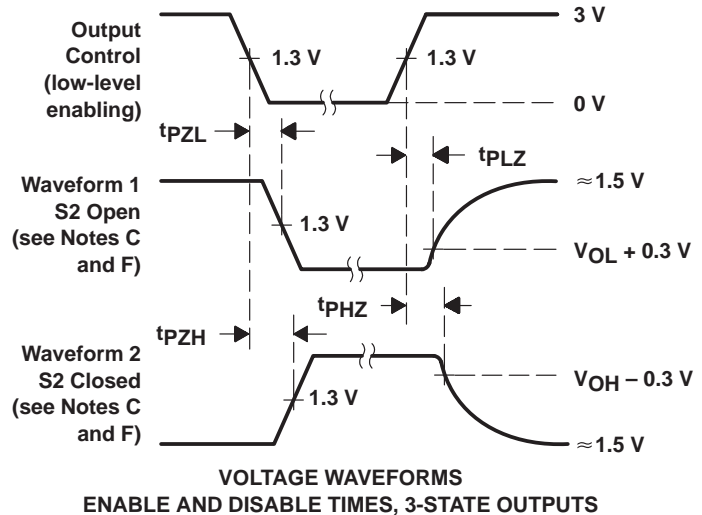 Output
Control
(low-level
enabling)
1.3 V
1.3 V
3 V
0 V
tPZL
tPLZ
Waveform 1
S2 Open
(see Notes C
and F)
1.3 V
≈1.5 V
VOL + 0.3 V
tPZH
tPHZ
Waveform 2
S2 Closed
(see Notes C
and F)
1.3 V
VOH – 0.3 V
≈1.5 V
VOLTAGE WAVEFORMS
ENABLE AND DISABLE TIMES, 3-STATE OUTPUTS